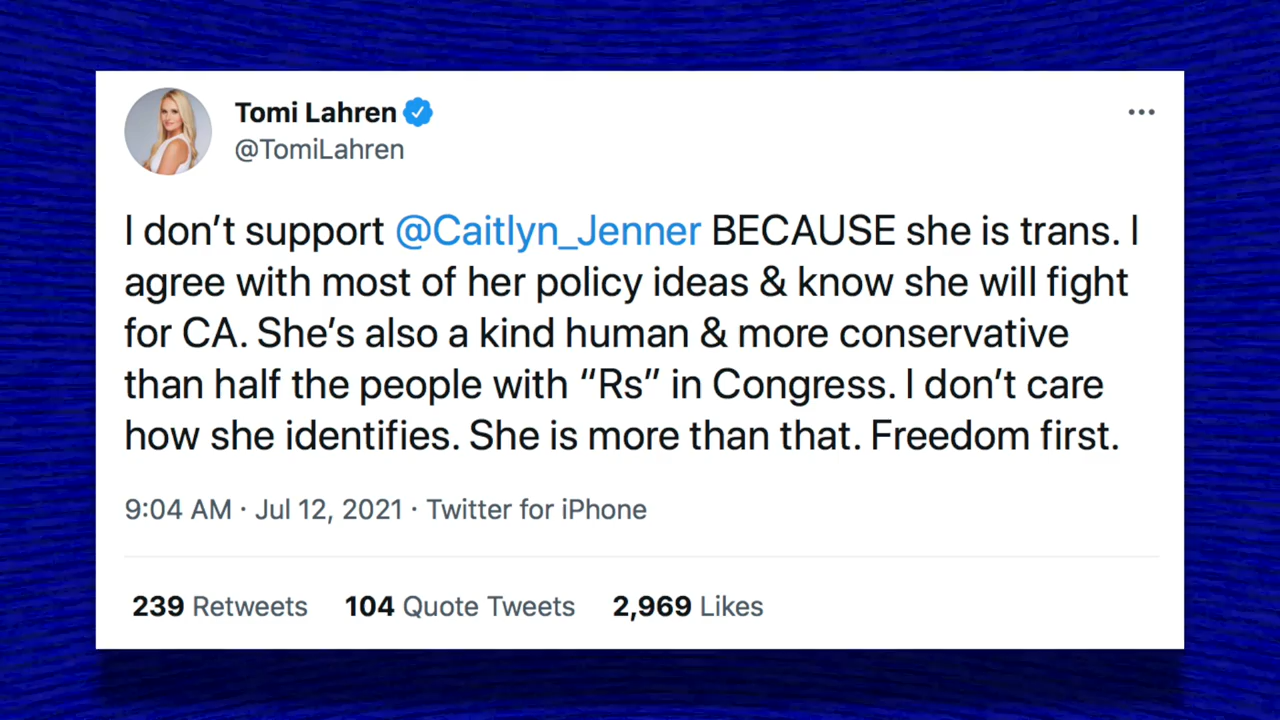 Tomi Lahren
@TomiLahren
I don’t support @Caitlyn_Jenner BECAUSE she is trans. I
agree with most of her policy ideas & know she will fight
for CA. She’s also a kind human & more conservative
than half the people with “Rs” in Congress. I don’t care
how she identifies. She is more than that. Freedom first.
9:04 AM · Jul 12, 2021 · Twitter for iPhone
239 Retweets 104 Quote Tweets 2,969 Likes